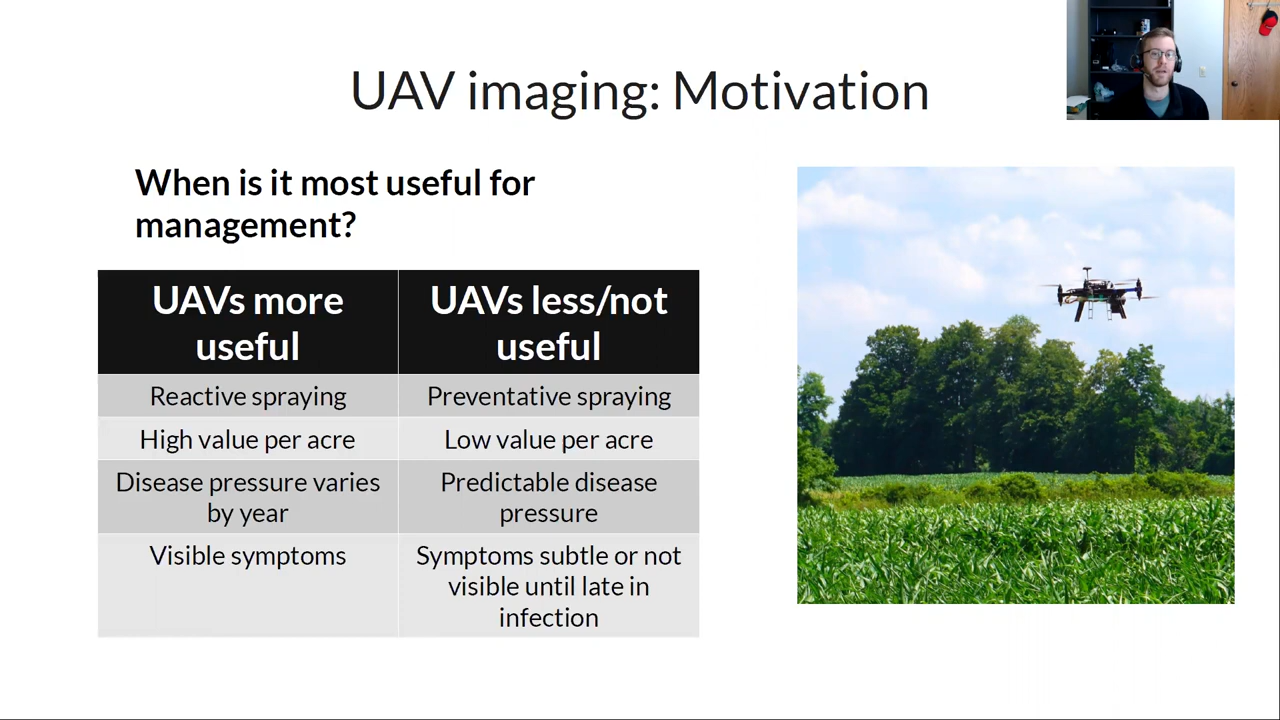 UAV imaging: Motivation
When is it most useful for
management?
UAVs more
useful
UAVs less/not
useful
Reactive spraying
Preventative spraying
High value per acre
Low value per acre
Disease pressure varies
by year
Predictable disease
pressure
Visible symptoms
Symptoms subtle or not
visible until late in
infection